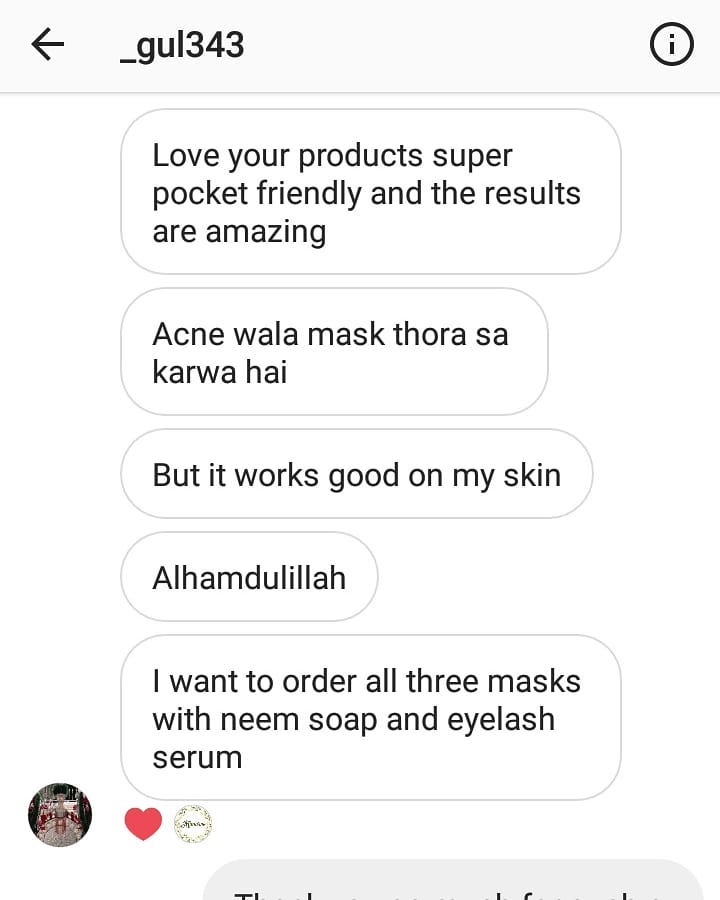 _gul343
Love your products super
pocket friendly and the results
are amazing
Acne wala mask thora sa
karwa hai
But it works good on my skin
Alhamdulillah
I want to order all three masks
with neem soap and eyelash
serum